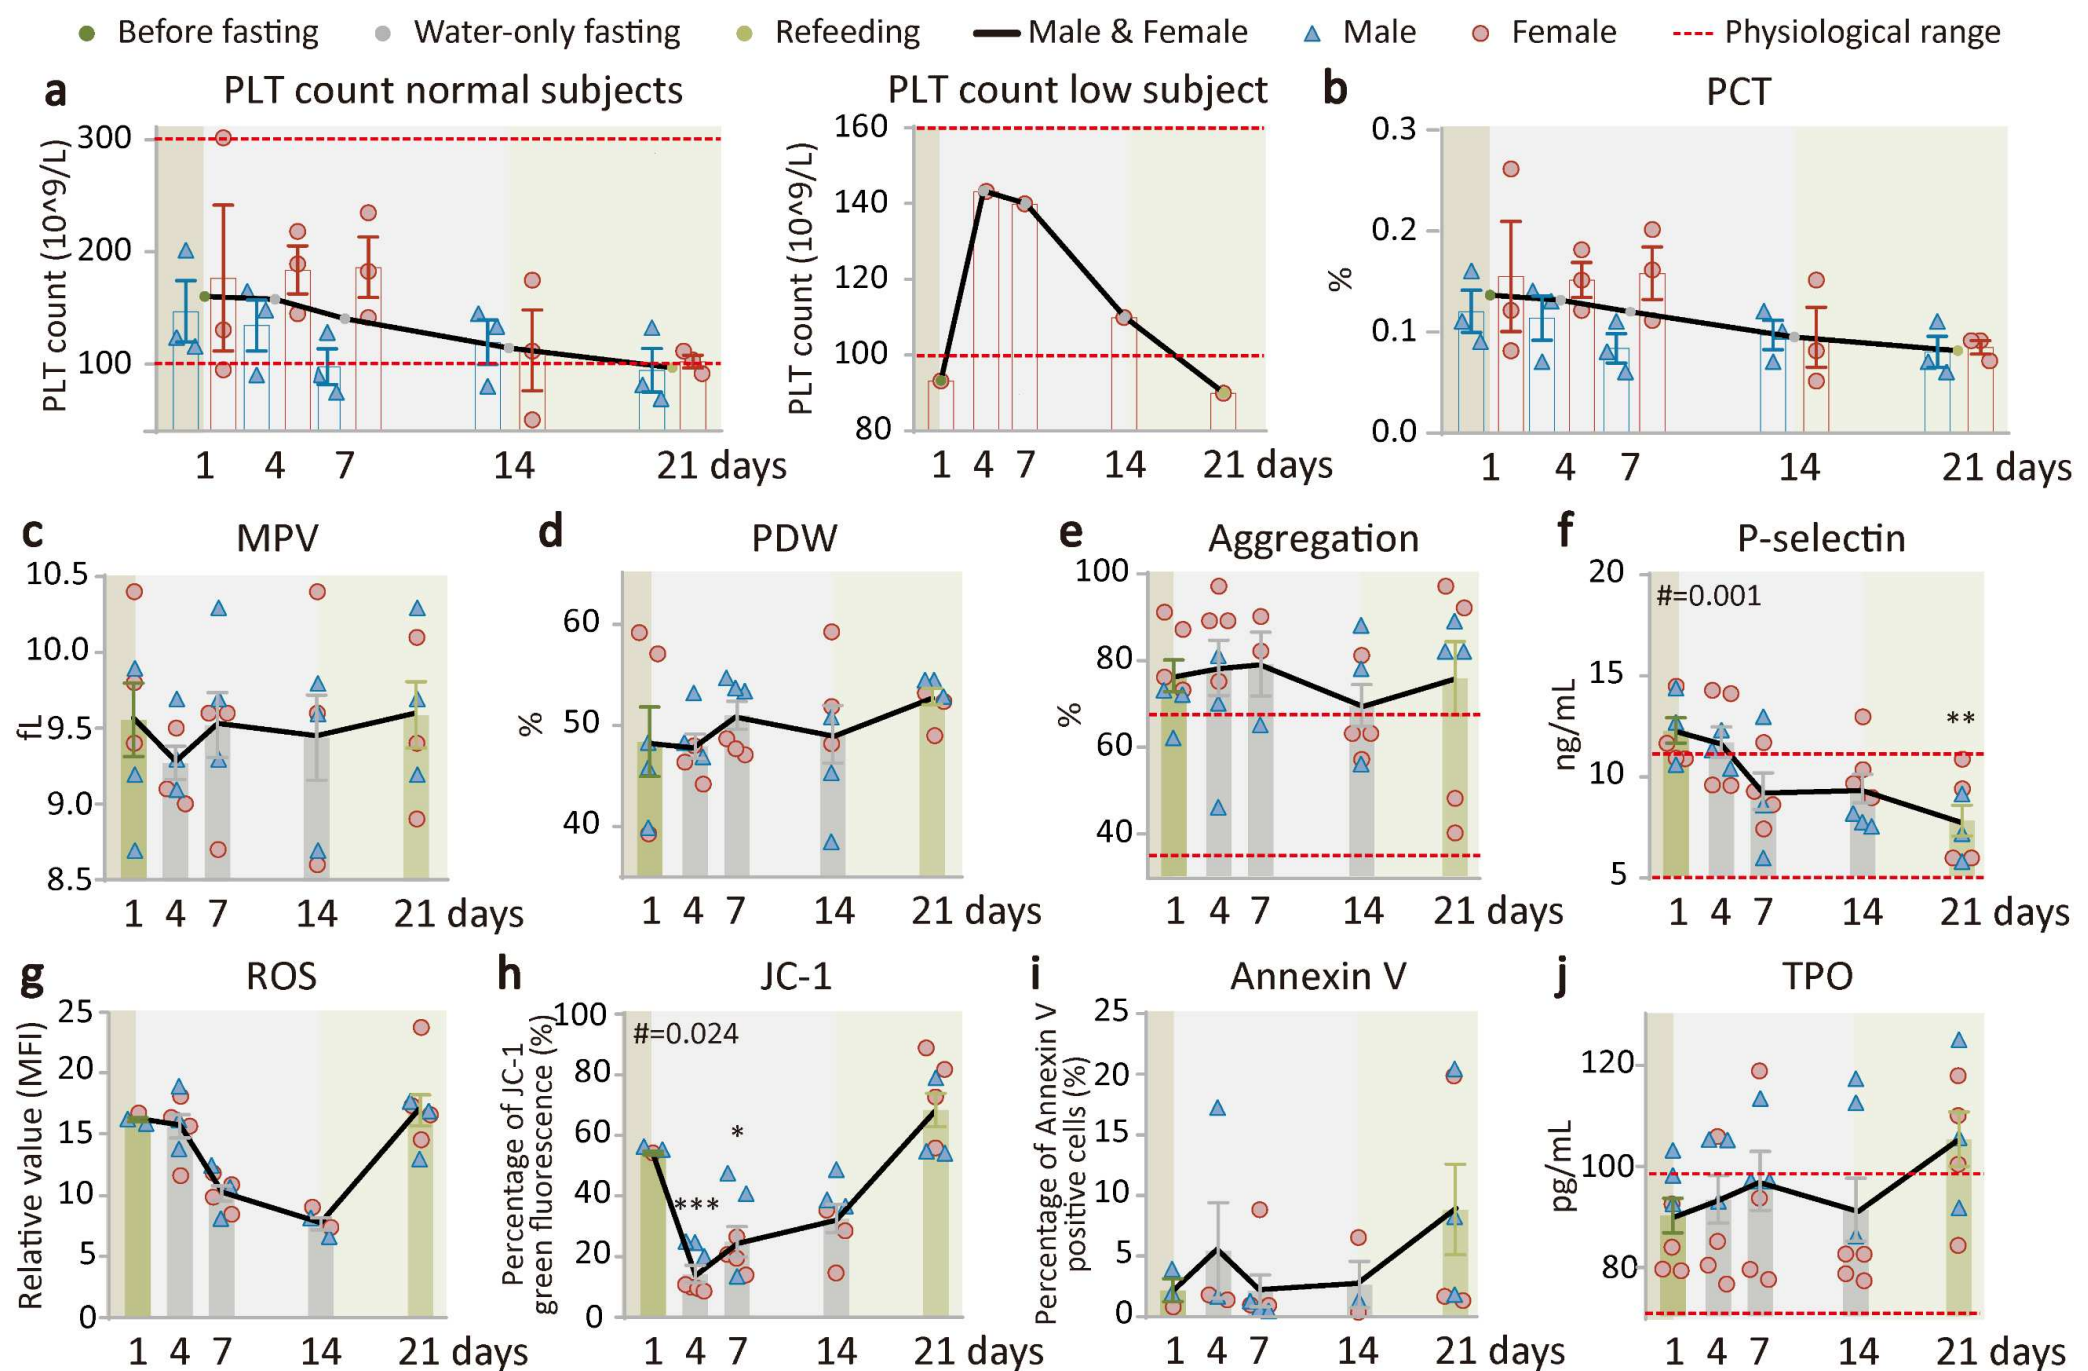 Before fasting Water-only fasting Refeeding Male & Female Male Female Physiological range
a PLT count normal subjects
PLT count (10^9/L)
300
200
100
1 4 7 14 21 days
PLT count low subject
PLT count (10^9/L)
160
140
120
100
80
1 4 7 14 21 days
b PCT
%
0.3
0.2
0.1
0.0
1 4 7 14 21 days
c MPV
fL
10.5
10.0
9.5
9.0
8.5
1 4 7 14 21 days
d PDW
%
60
50
40
1 4 7 14 21 days
e Aggregation
%
100
80
60
40
1 4 7 14 21 days
f P-selectin
ng/mL
20
15
10
5
#=0.001
**
1 4 7 14 21 days
g ROS
Relative value (MFI)
25
20
15
10
5
0
1 4 7 14 21 days
h JC-1
Percentage of JC-1
green fluorescence (%)
100
80
60
40
20
0
#=0.024
*
***
1 4 7 14 21 days
i Annexin V
Percentage of Annexin V
positive cells (%)
25
20
15
10
5
0
1 4 7 14 21 days
j TPO
pg/mL
120
100
80
1 4 7 14 21 days